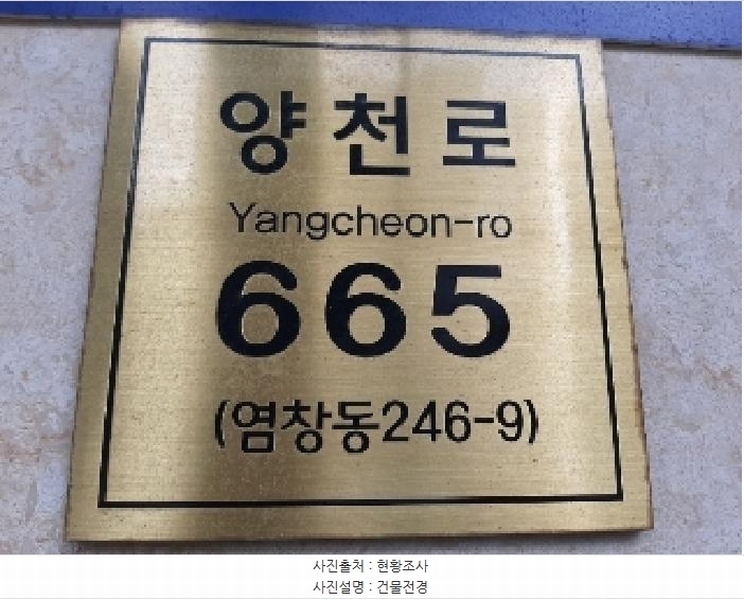 양천로
Yangcheon-ro
665
(염창동246-9)
사진출처 : 현황조사
사진설명 : 건물전경